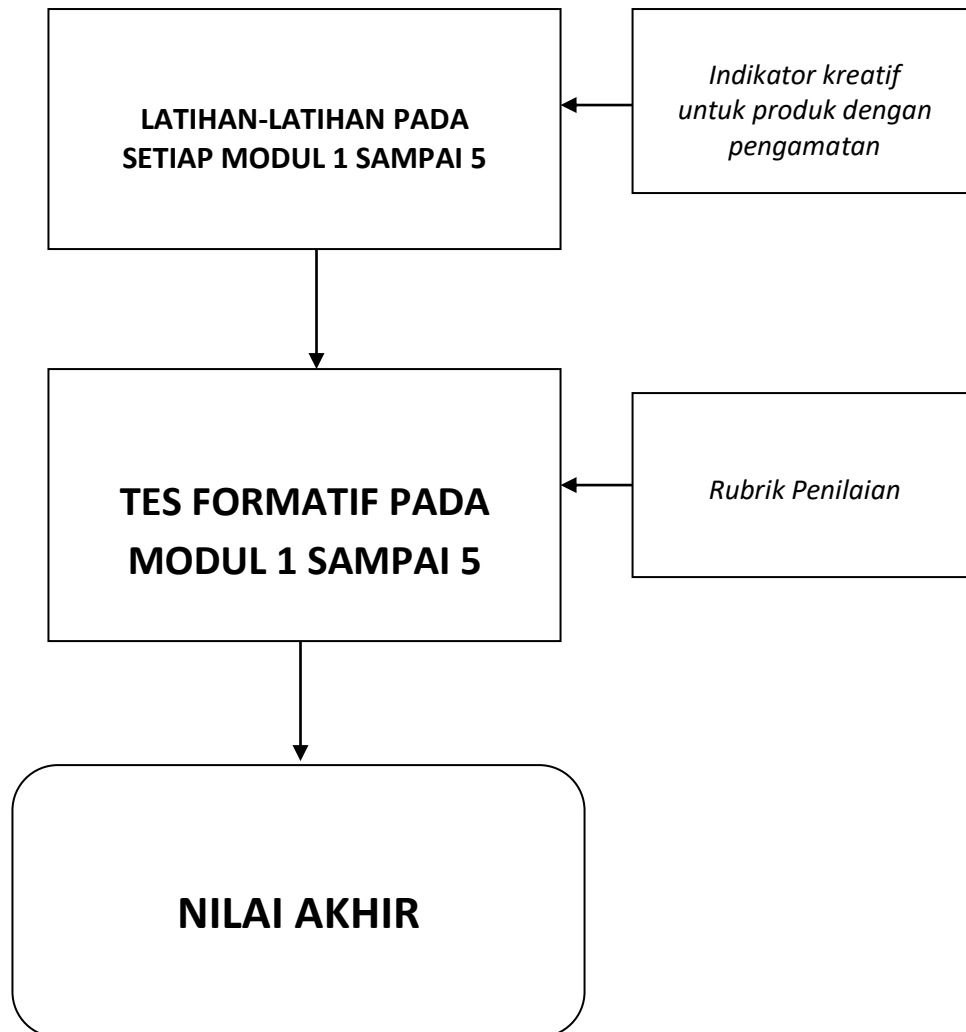 LATIHAN-LATIHAN PADA
SETIAP MODUL 1 SAMPAI 5
Indikator kreatif
untuk produk dengan
pengamatan
TES FORMATIF PADA
MODUL 1 SAMPAI 5
Rubrik Penilaian
NILAI AKHIR